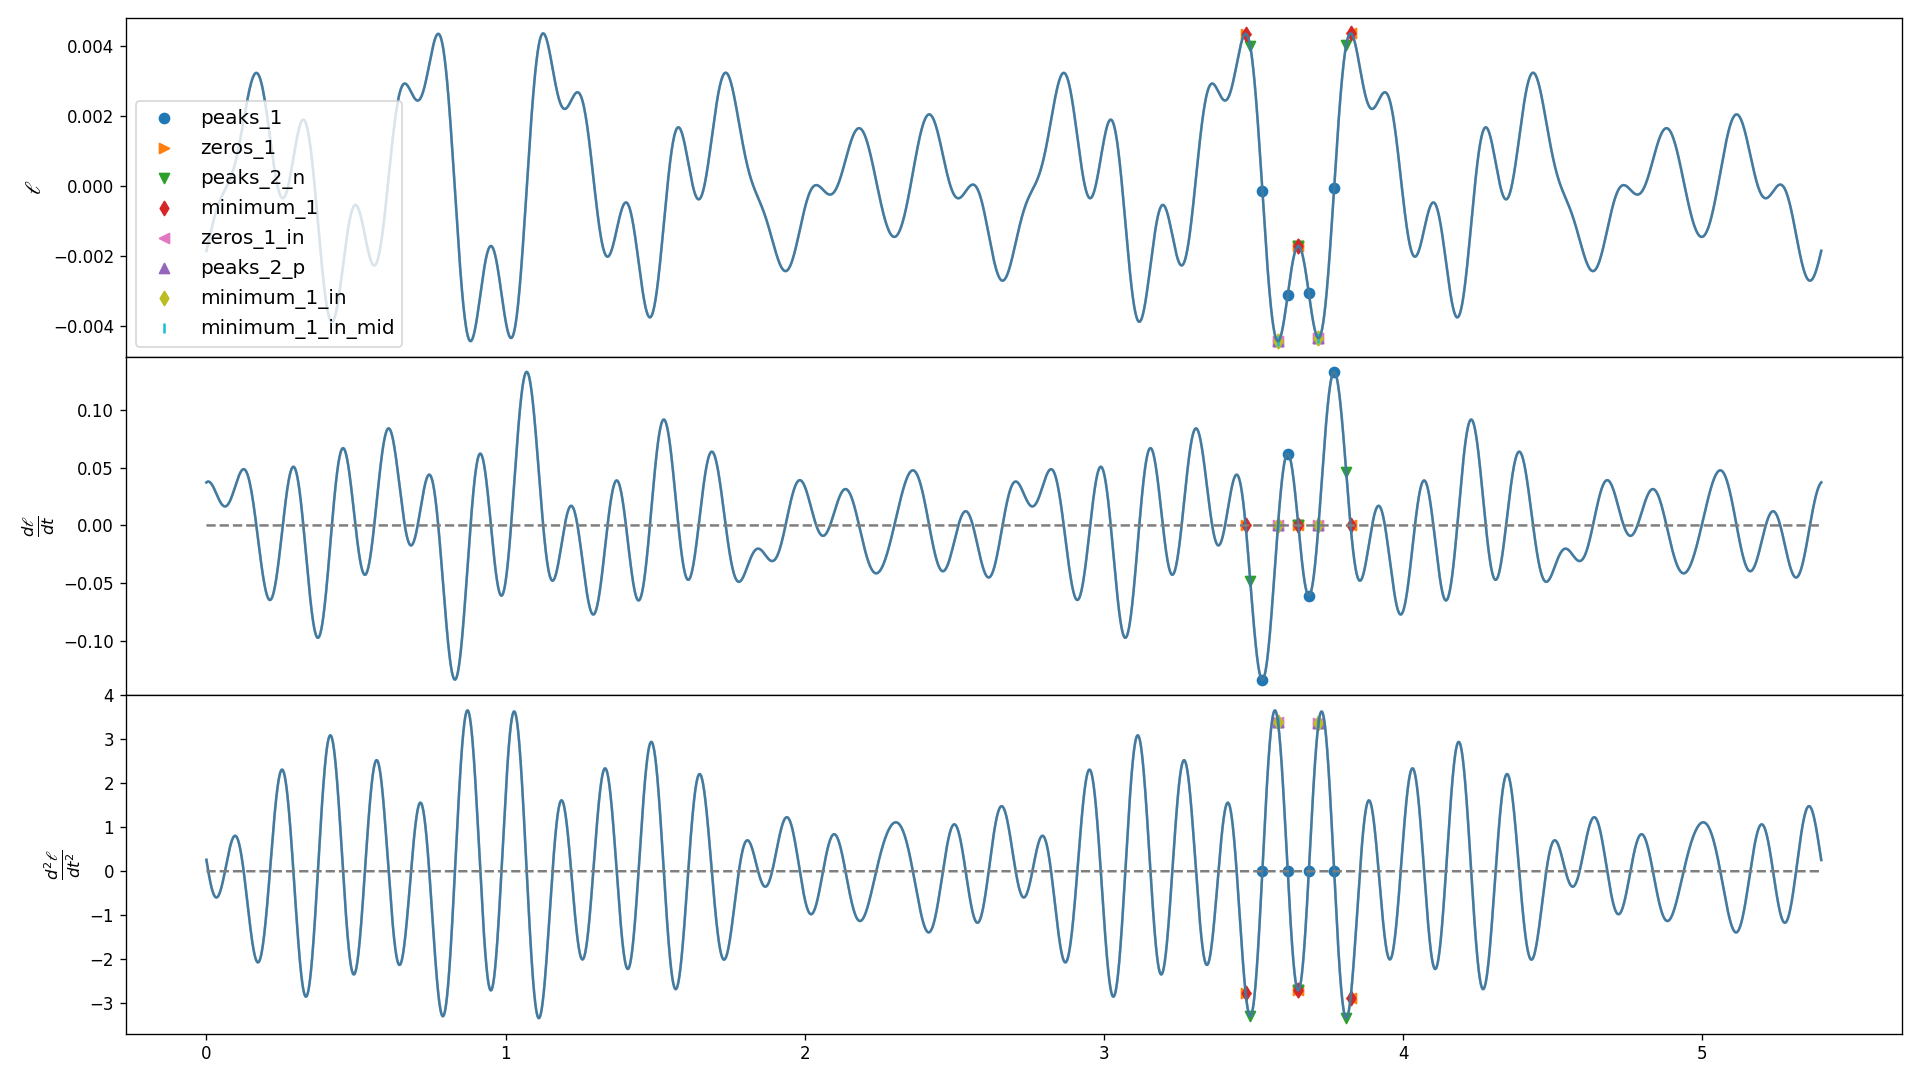 0.004
0.002
0.000
−0.002
−0.004
ℓ
peaks_1
zeros_1
peaks_2_n
minimum_1
zeros_1_in
peaks_2_p
minimum_1_in
minimum_1_in_mid
0.10
0.05
0.00
−0.05
−0.10
dℓ
dt
4
3
2
1
0
−1
−2
−3
d²ℓ
dt²
0 1 2 3 4 5